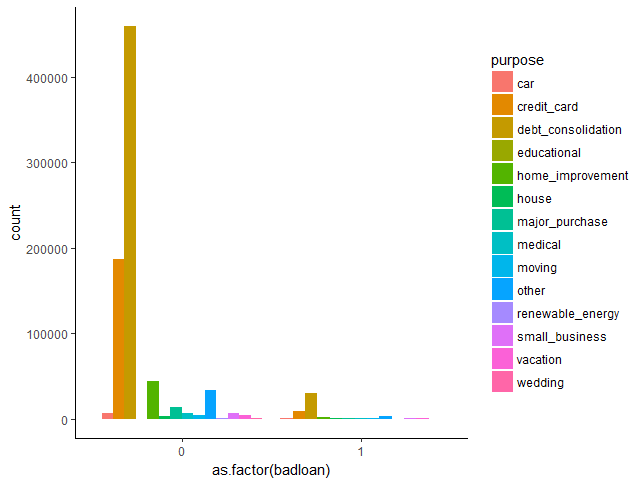 purpose
car
credit_card
debt_consolidation
educational
home_improvement
house
major_purchase
medical
moving
other
renewable_energy
small_business
vacation
wedding
count
400000
300000
200000
100000
0
0 1
as.factor(badloan)